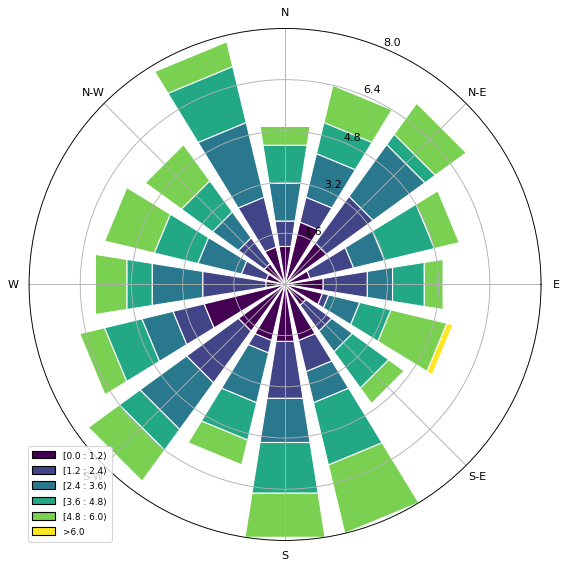 N
8.0
N-W
6.4
N-E
4.8
3.2
1.6
W
E
[0.0 : 1.2)
[1.2 : 2.4)
S-W
S-E
[2.4 : 3.6)
[3.6 : 4.8)
[4.8 : 6.0)
>6.0
S